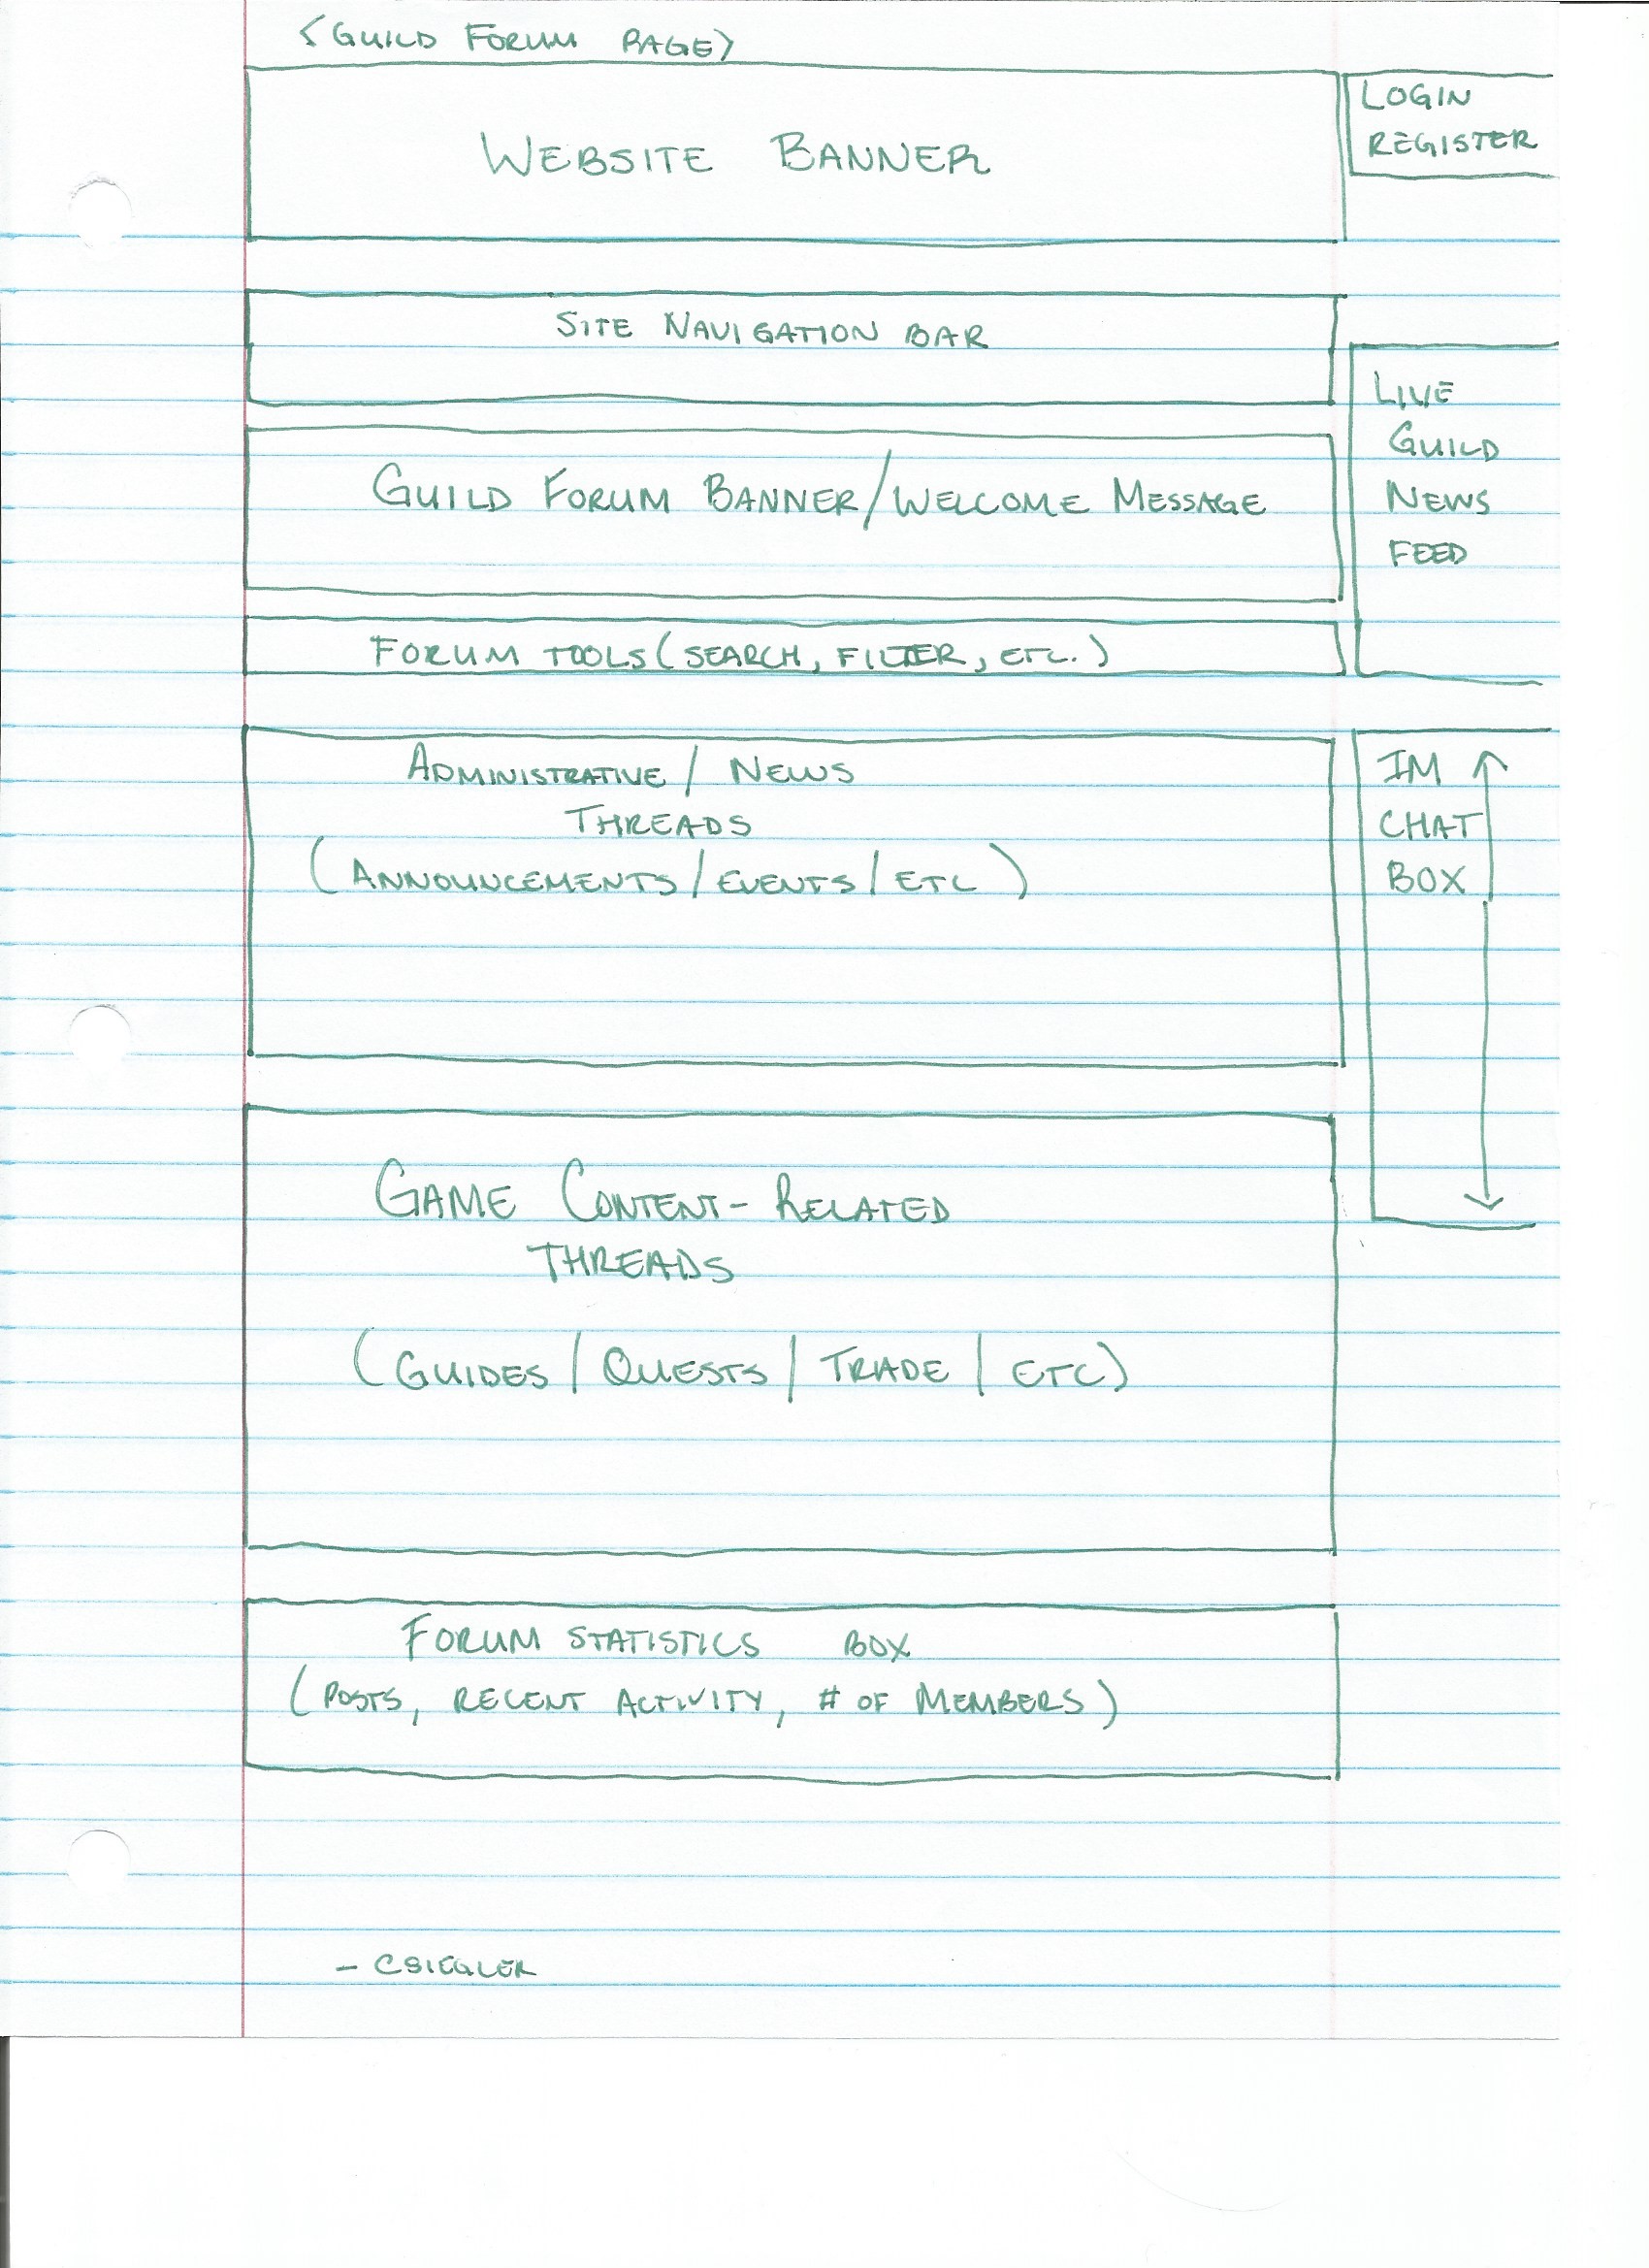 <GUILD FORUM PAGE>
WEBSITE BANNER
LOGIN
REGISTER
SITE NAVIGATION BAR
LIVE
GUILD
NEWS
FEED
GUILD FORUM BANNER/WELCOME MESSAGE
FORUM TOOLS (SEARCH, FILTER, ETC.)
ADMINISTRATIVE / NEWS
THREADS
(ANNOUNCEMENTS / EVENTS / ETC)
IM
CHAT
BOX
GAME CONTENT-RELATED
THREADS
(GUIDES / QUESTS / TRADE / ETC)
FORUM STATISTICS BOX
(POSTS, RECENT ACTIVITY, # OF MEMBERS)
- CSIEGLER